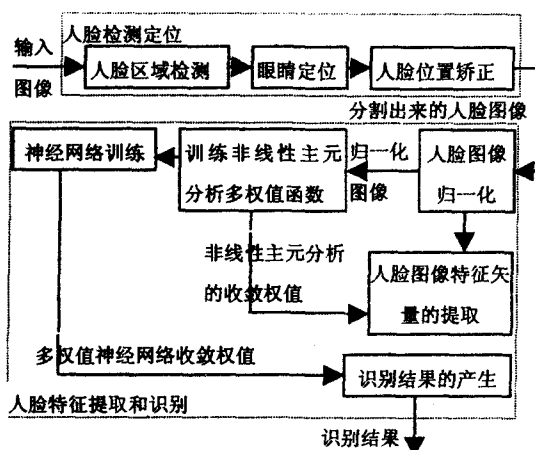 人脸检测定位
输入
图像
人脸区域检测
眼睛定位
人脸位置矫正
分割出来的人脸图像
神经网络训练
训练非线性主元
分析多权值函数
归一化
图像
人脸图像
归一化
非线性主元分析
的收敛权值
人脸图像特征矢
量的提取
多权值神经网络收敛权值
识别结果的产生
人脸特征提取和识别
识别结果